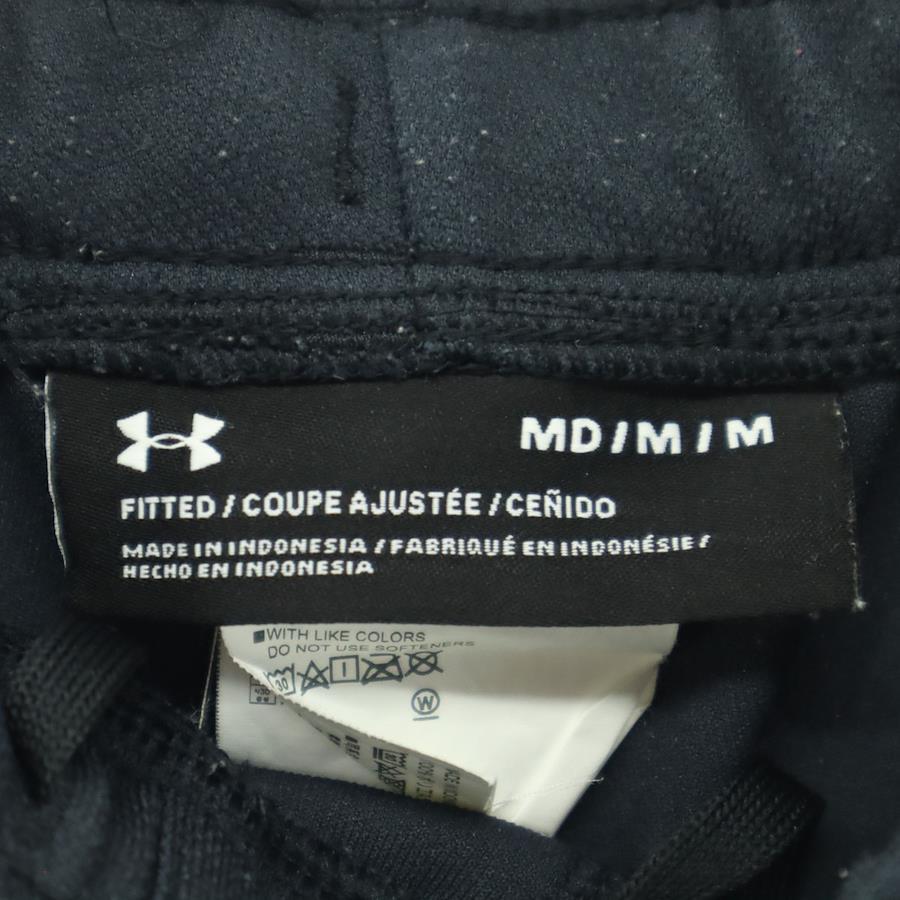 MD / M / M
FITTED / COUPE AJUSTÉE / CEÑIDO
MADE IN INDONESIA / FABRIQUÉ EN INDONÉSIE /
HECHO EN INDONESIA
WITH LIKE COLORS
DO NOT USE SOFTENERS
30
W